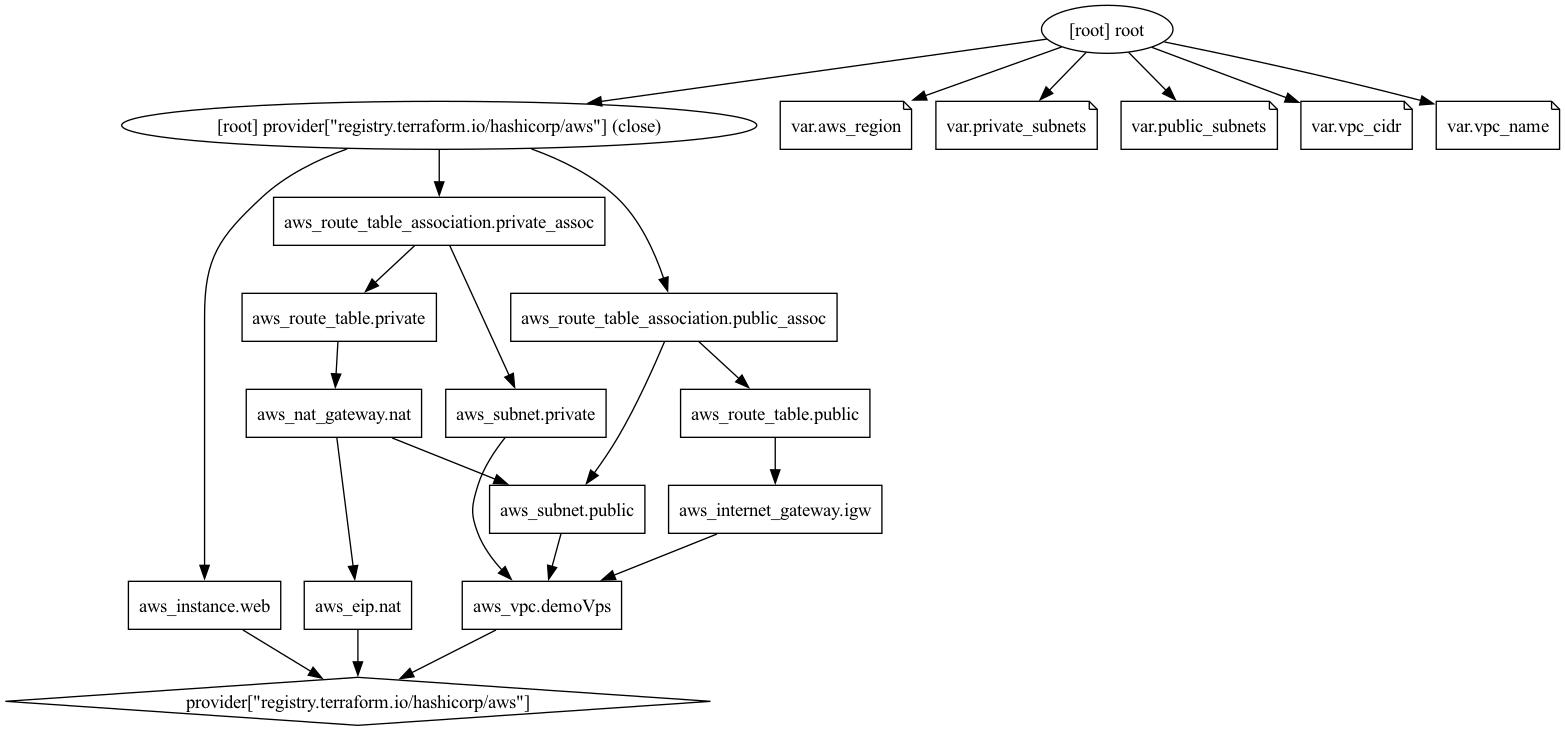 [root] root
[root] provider["registry.terraform.io/hashicorp/aws"] (close)
var.aws_region
var.private_subnets
var.public_subnets
var.vpc_cidr
var.vpc_name
aws_route_table_association.private_assoc
aws_route_table.private
aws_route_table_association.public_assoc
aws_nat_gateway.nat
aws_subnet.private
aws_route_table.public
aws_subnet.public
aws_internet_gateway.igw
aws_instance.web
aws_eip.nat
aws_vpc.demoVps
provider["registry.terraform.io/hashicorp/aws"]